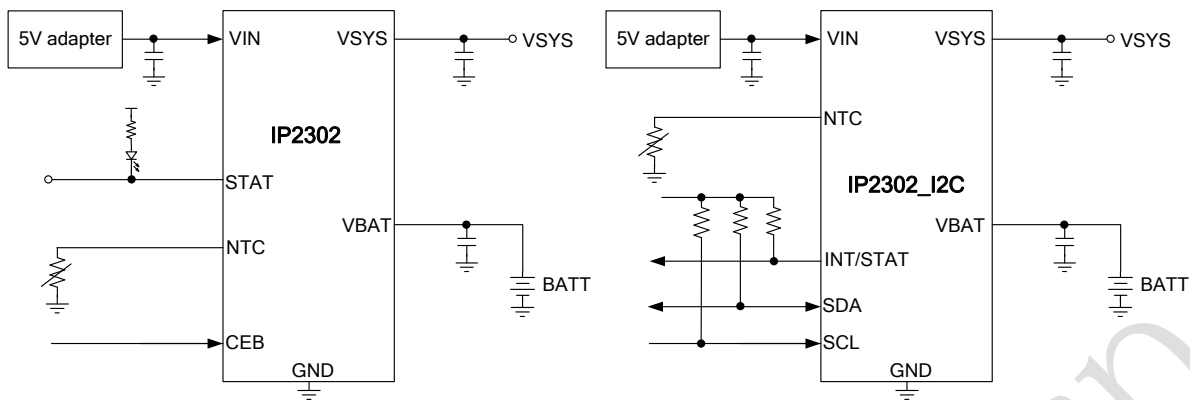 5V adapter
VIN
VSYS
VSYS
IP2302
STAT
VBAT
NTC
BATT
CEB
GND
5V adapter
VIN
VSYS
VSYS
NTC
IP2302_I2C
VBAT
INT/STAT
BATT
SDA
SCL
GND